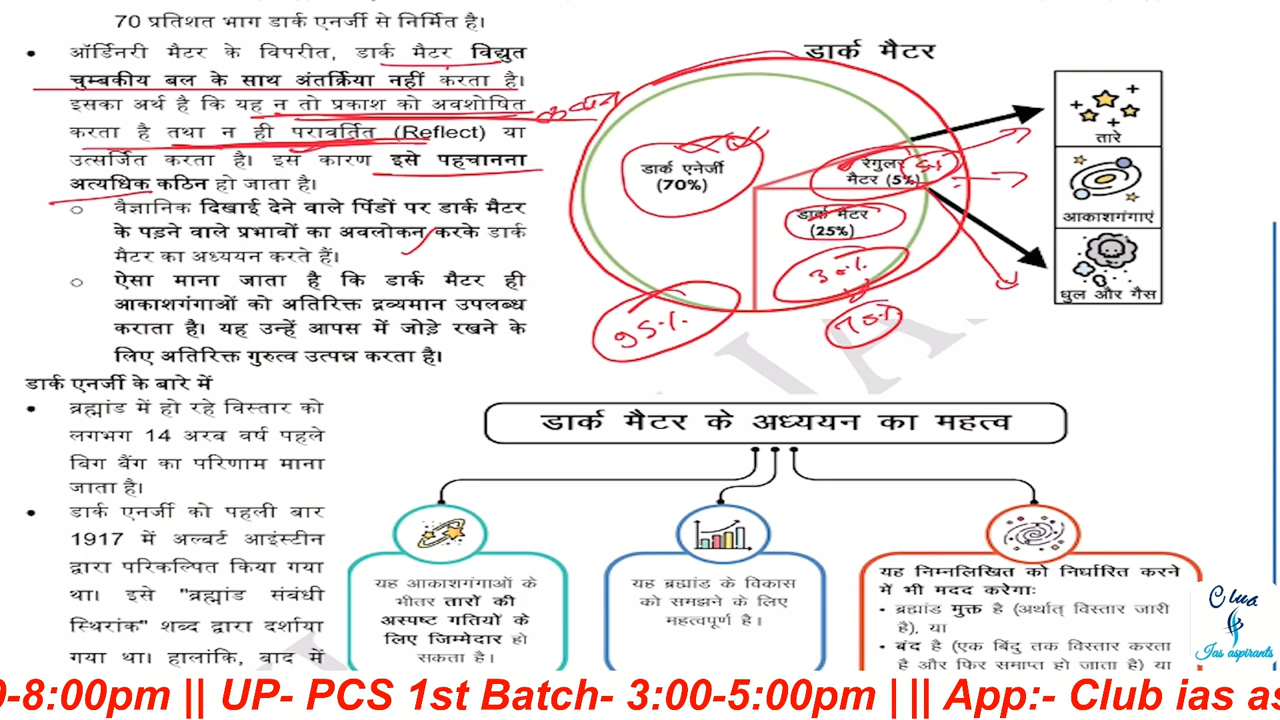 70 प्रतिशत भाग डार्क एनर्जी से निर्मित है।
• ऑर्डिनरी मैटर के विपरीत, डार्क मैटर विद्युत
चुम्बकीय बल के साथ अंतर्क्रिया नहीं करता है।
इसका अर्थ है कि यह न तो प्रकाश को अवशोषित
करता है तथा न ही परावर्तित (Reflect) या
उत्सर्जित करता है। इस कारण इसे पहचानना
अत्यधिक कठिन हो जाता है।
○ वैज्ञानिक दिखाई देने वाले पिंडों पर डार्क मैटर
के पड़ने वाले प्रभावों का अवलोकन करके डार्क
मैटर का अध्ययन करते हैं।
○ ऐसा माना जाता है कि डार्क मैटर ही
आकाशगंगाओं को अतिरिक्त द्रव्यमान उपलब्ध
कराता है। यह उन्हें आपस में जोड़े रखने के
लिए अतिरिक्त गुरुत्व उत्पन्न करता है।
डार्क एनर्जी के बारे में
• ब्रह्मांड में हो रहे विस्तार को
लगभग 14 अरब वर्ष पहले
बिग बैंग का परिणाम माना
जाता है।
• डार्क एनर्जी को पहली बार
1917 में अल्बर्ट आइंस्टीन
द्वारा परिकल्पित किया गया
था। इसे "ब्रह्मांड संबंधी
स्थिरांक" शब्द द्वारा दर्शाया
गया था। हालांकि, बाद में
डार्क मैटर
डार्क एनेर्जी
(70%)
रेगुलर
मैटर (5%)
डार्क मैटर
(25%)
30%
95%
75%
5%
तारे
आकाशगंगाएं
धुल और गैस
डार्क मैटर के अध्ययन का महत्व
यह आकाशगंगाओं के
भीतर तारों की
अस्पष्ट गतियों के
लिए जिम्मेदार हो
सकता है।
यह ब्रह्मांड के विकास
को समझने के लिए
महत्वपूर्ण है।
यह निम्नलिखित को निर्धारित करने
में भी मदद करेगाः
• ब्रह्मांड मुक्त है (अर्थात् विस्तार जारी
है), या
• बंद है (एक बिंदु तक विस्तार करता
है और फिर समाप्त हो जाता है) या
Club
Ias aspirants
-8:00pm || UP- PCS 1st Batch- 3:00-5:00pm | || App:- Club ias as